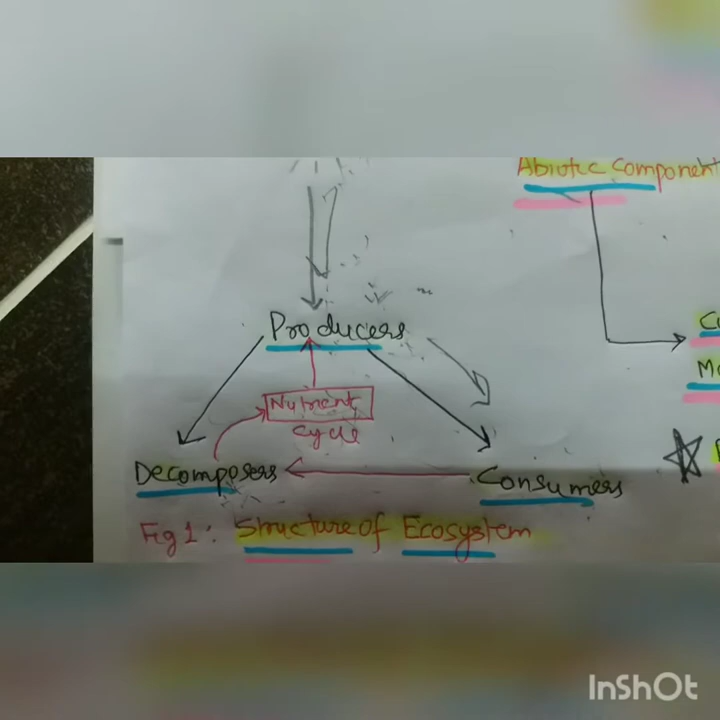 Abiotic Component
Producers
Nutrient
cycle
Decomposers
Consumers
Fig 1: Structure of Ecosystem
InShOt